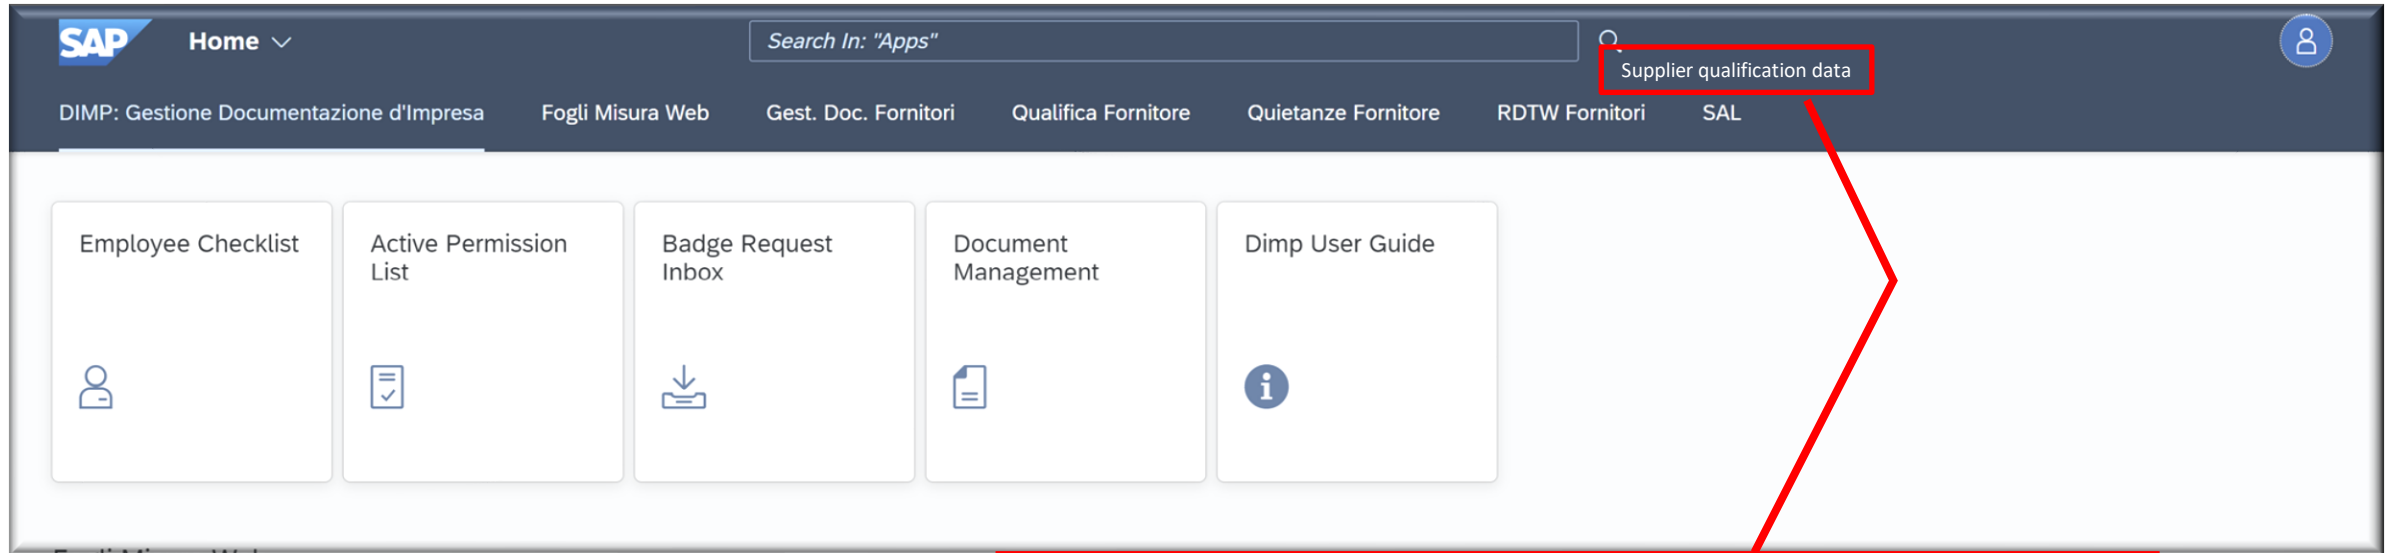 SAP Home Search In: "Apps"
Supplier qualification data
DIMP: Gestione Documentazione d'Impresa Fogli Misura Web Gest. Doc. Fornitori Qualifica Fornitore Quietanze Fornitore RDTW Fornitori SAL
Employee Checklist
Active Permission
List
Badge Request
Inbox
Document
Management
Dimp User Guide